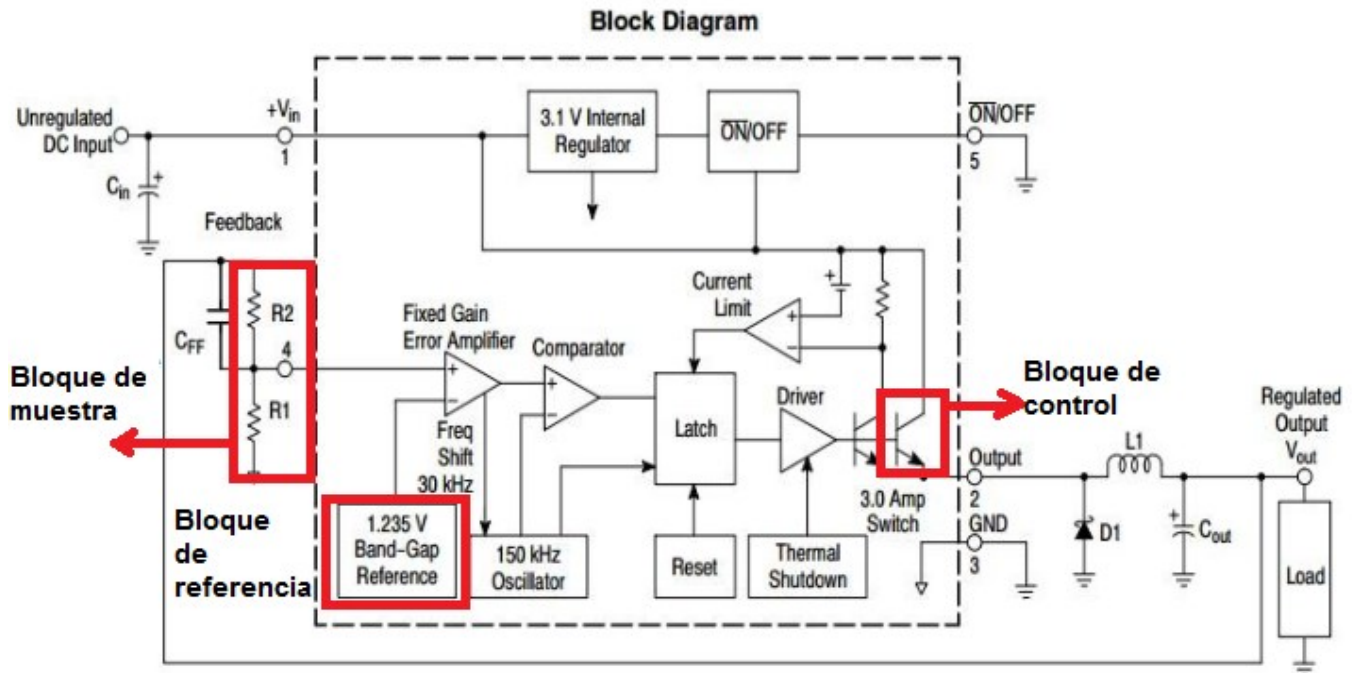 Block Diagram
Unregulated
DC Input
+Vin
1
Cin
3.1 V Internal
Regulator
ON/OFF
ON/OFF
5
Feedback
R2
CFF
4
R1
Bloque de
muestra
Fixed Gain
Error Amplifier
Comparator
Current
Limit
Freq
Shift
30 kHz
Latch
Driver
Bloque de
control
3.0 Amp
Switch
Output
2
GND
3
L1
Regulated
Output
Vout
D1
Cout
Load
Bloque
de
referencia
1.235 V
Band-Gap
Reference
150 kHz
Oscillator
Reset
Thermal
Shutdown